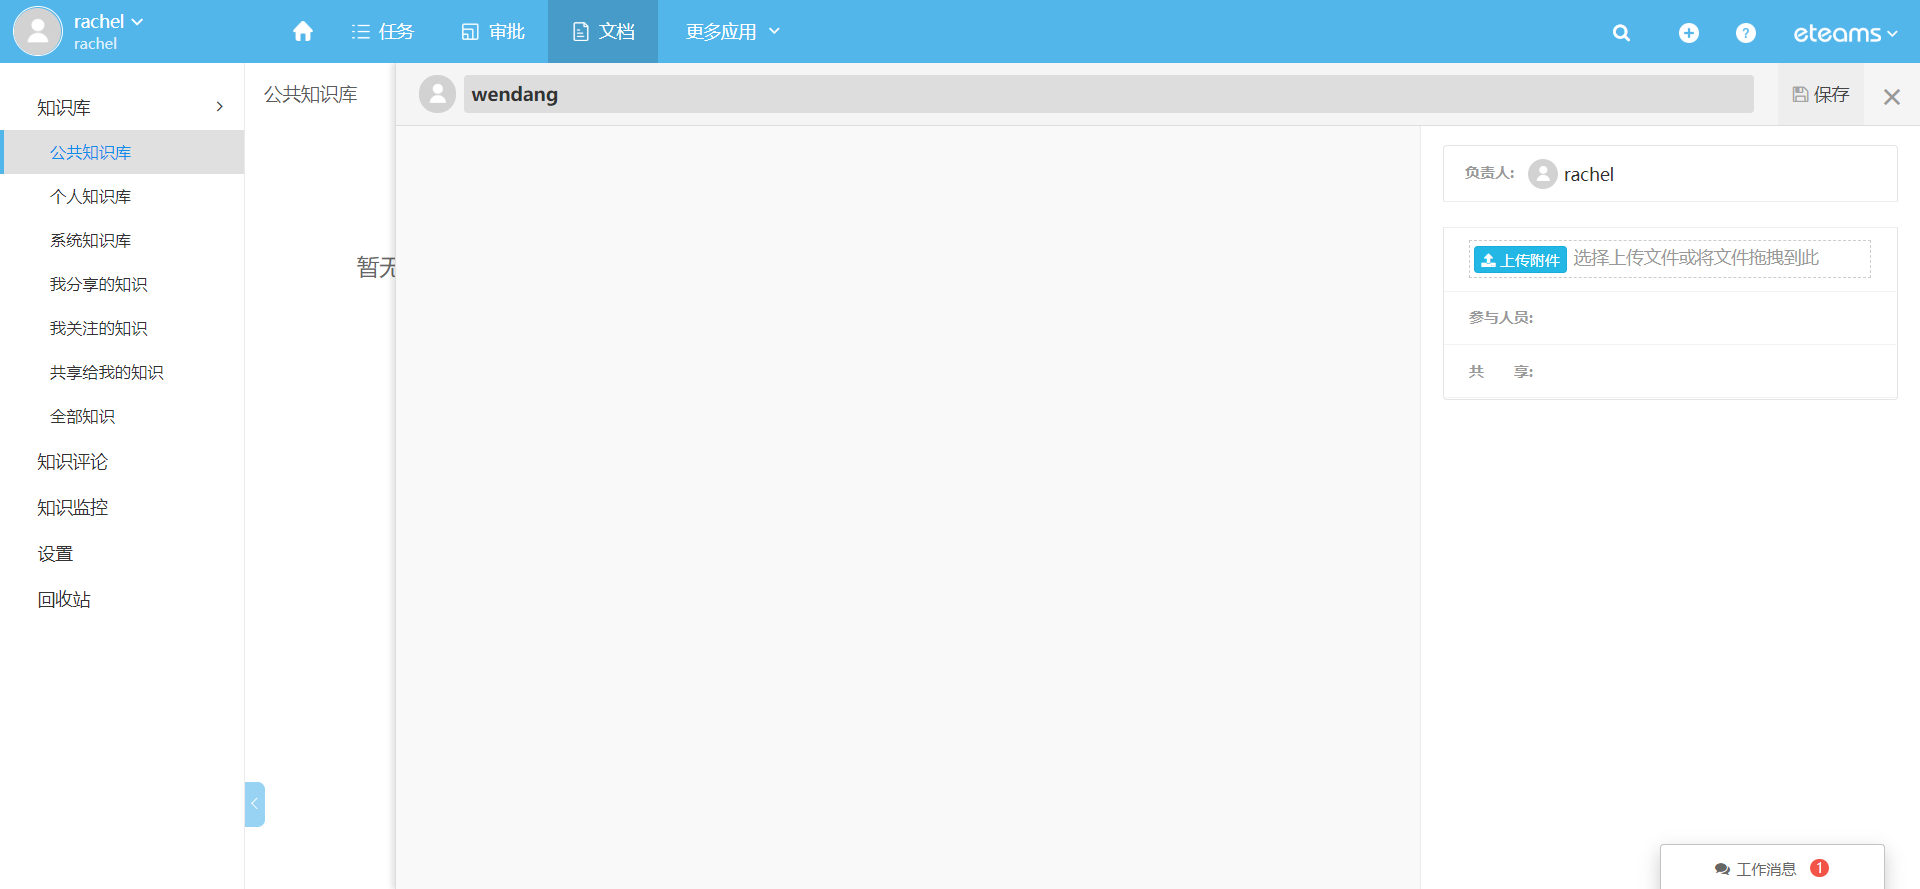 rachel
rachel
任务
审批
文档
更多应用
eteams
知识库
公共知识库
个人知识库
系统知识库
我分享的知识
我关注的知识
共享给我的知识
全部知识
知识评论
知识监控
设置
回收站
公共知识库
暂无
wendang
保存
负责人:
rachel
上传附件 选择上传文件或将文件拖拽到此
参与人员:
共 享:
工作消息 1